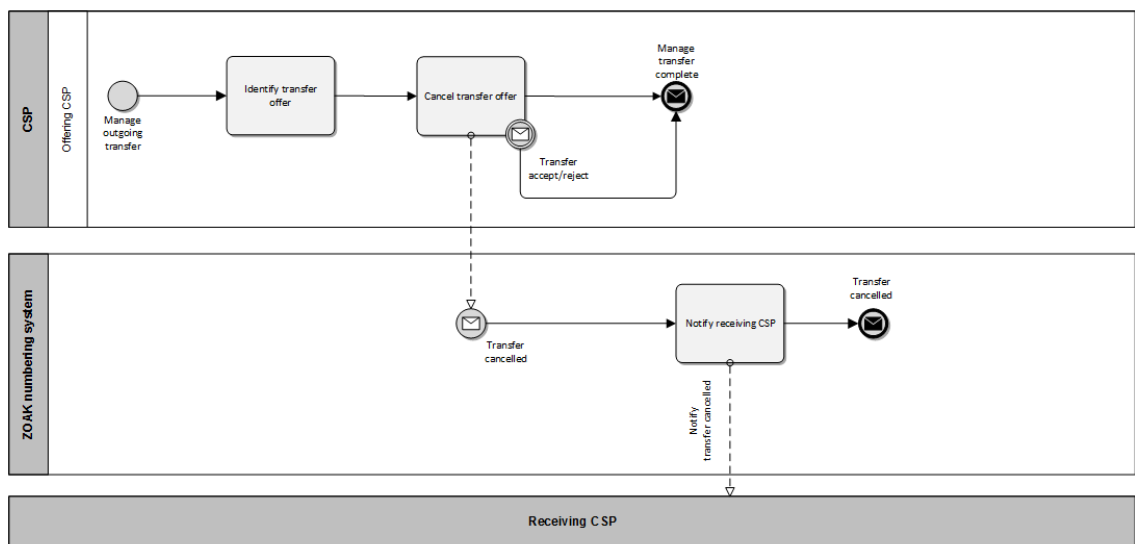 CSP
Offering CSP
Manage
outgoing
transfer
Identify transfer
offer
Cancel transfer offer
Transfer
accept/reject
Manage
transfer
complete
ZOAK numbering system
Transfer
cancelled
Notify receiving CSP
Notify
transfer cancelled
Transfer
cancelled
Receiving CSP